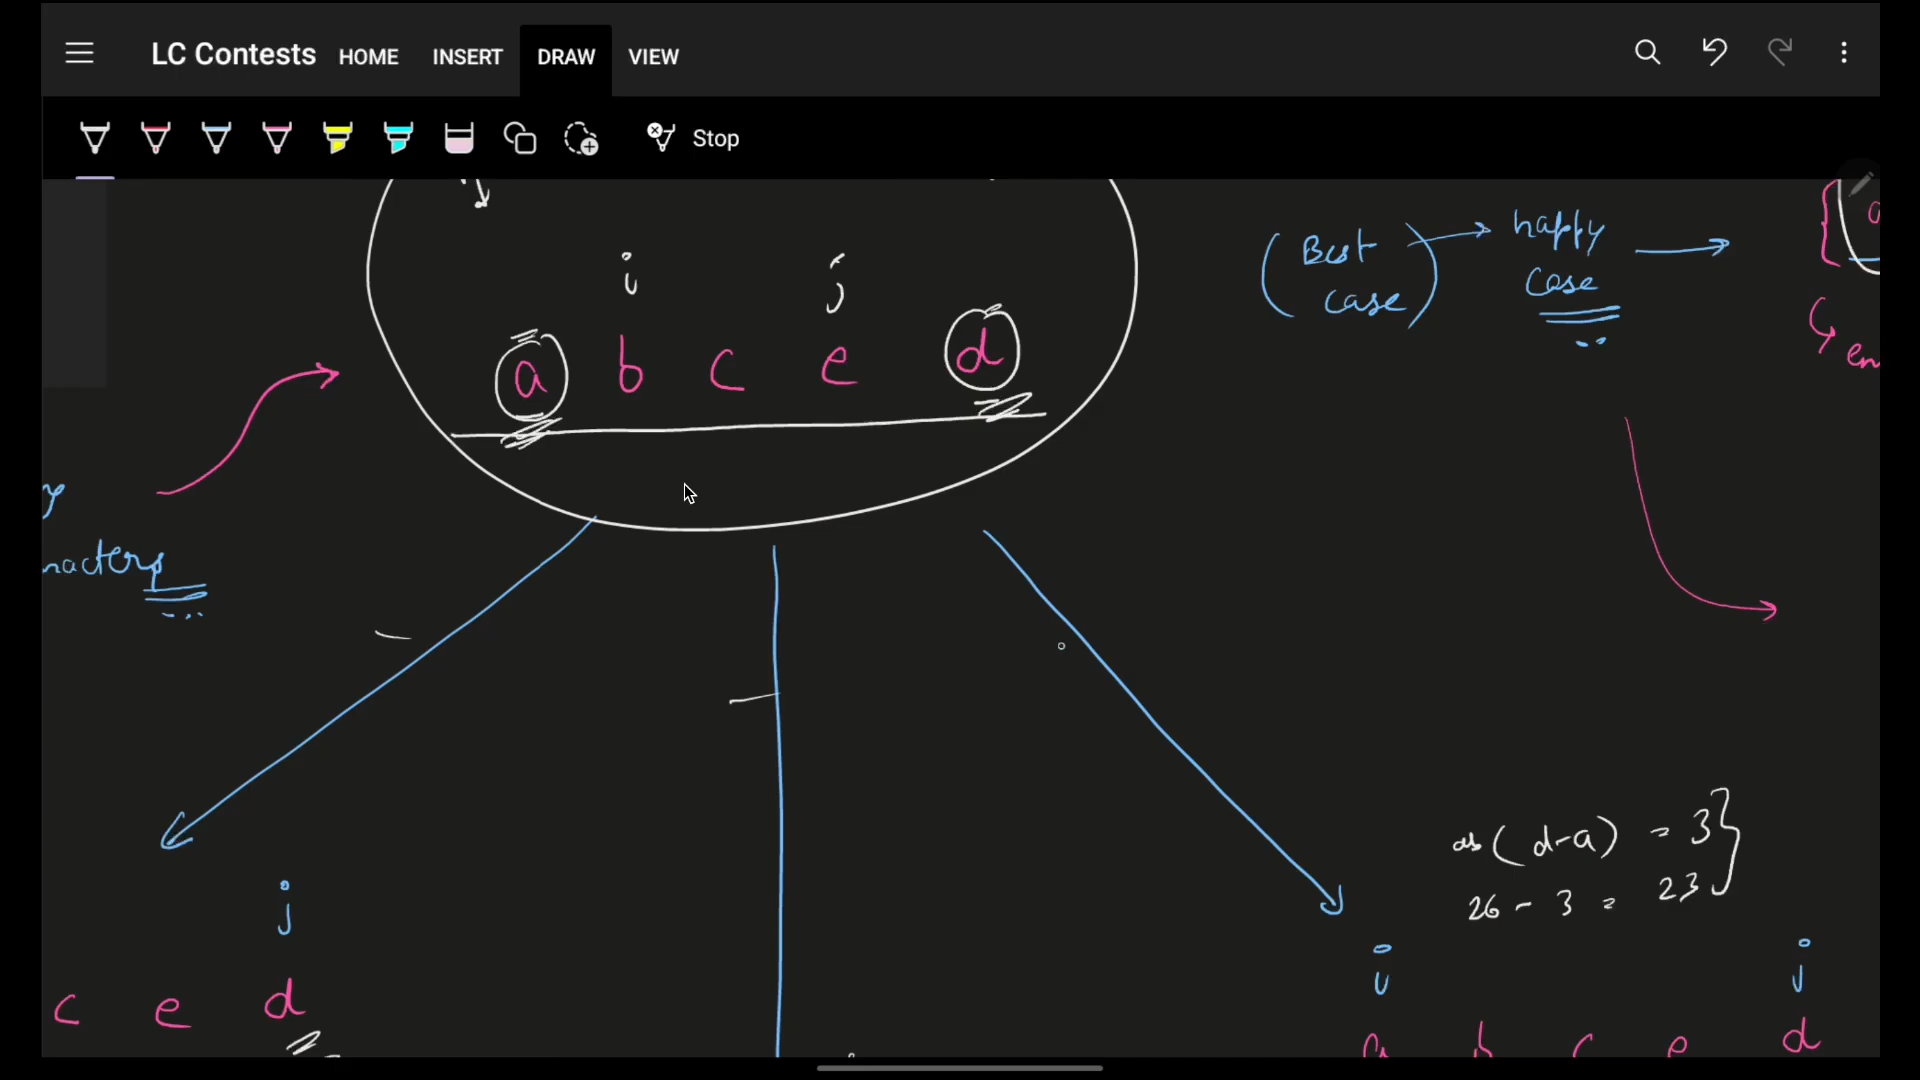 LC Contests HOME INSERT DRAW VIEW
Stop
i j
a b c e d
(Best case) → happy case →
racters
abs(d-a) = 3
26 - 3 = 23
j
i j
c e d
a b c e d